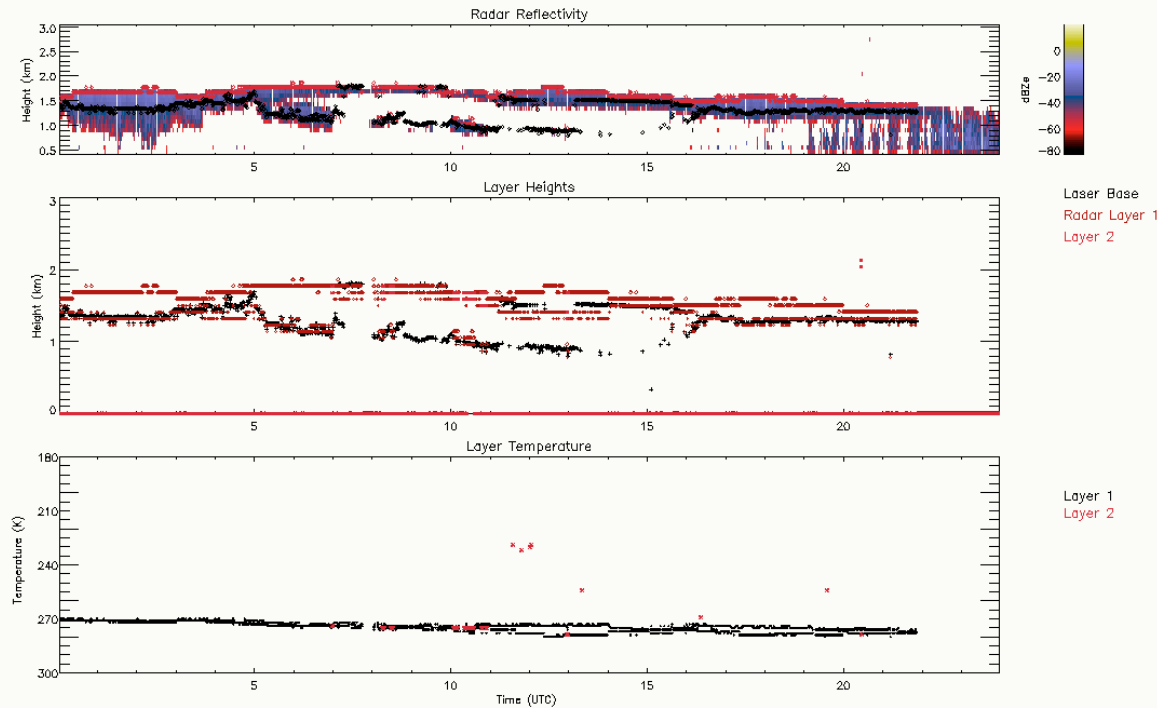 Radar Reflectivity
3.0
2.5
2.0
1.5
1.0
0.5
Height (km)
5
10
15
20
0
-20
-40
-60
-80
dBZe
Layer Heights
3
2
1
0
Height (km)
5
10
15
20
Laser Base
Radar Layer 1
Layer 2
Layer Temperature
180
210
240
270
300
Temperature (K)
5
10
15
20
Time (UTC)
Layer 1
Layer 2